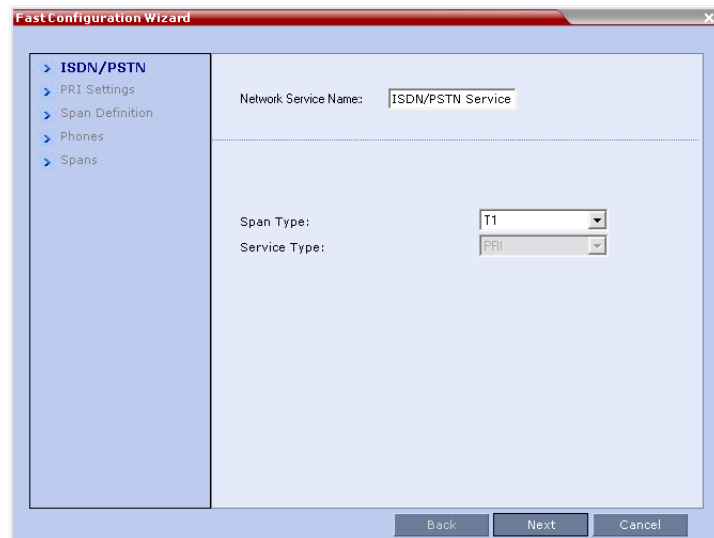 Fast Configuration Wizard
ISDN/PSTN
PRI Settings
Span Definition
Phones
Spans
Network Service Name::
ISDN/PSTN Service
Span Type:
T1
Service Type:
PRI
Back
Next
Cancel